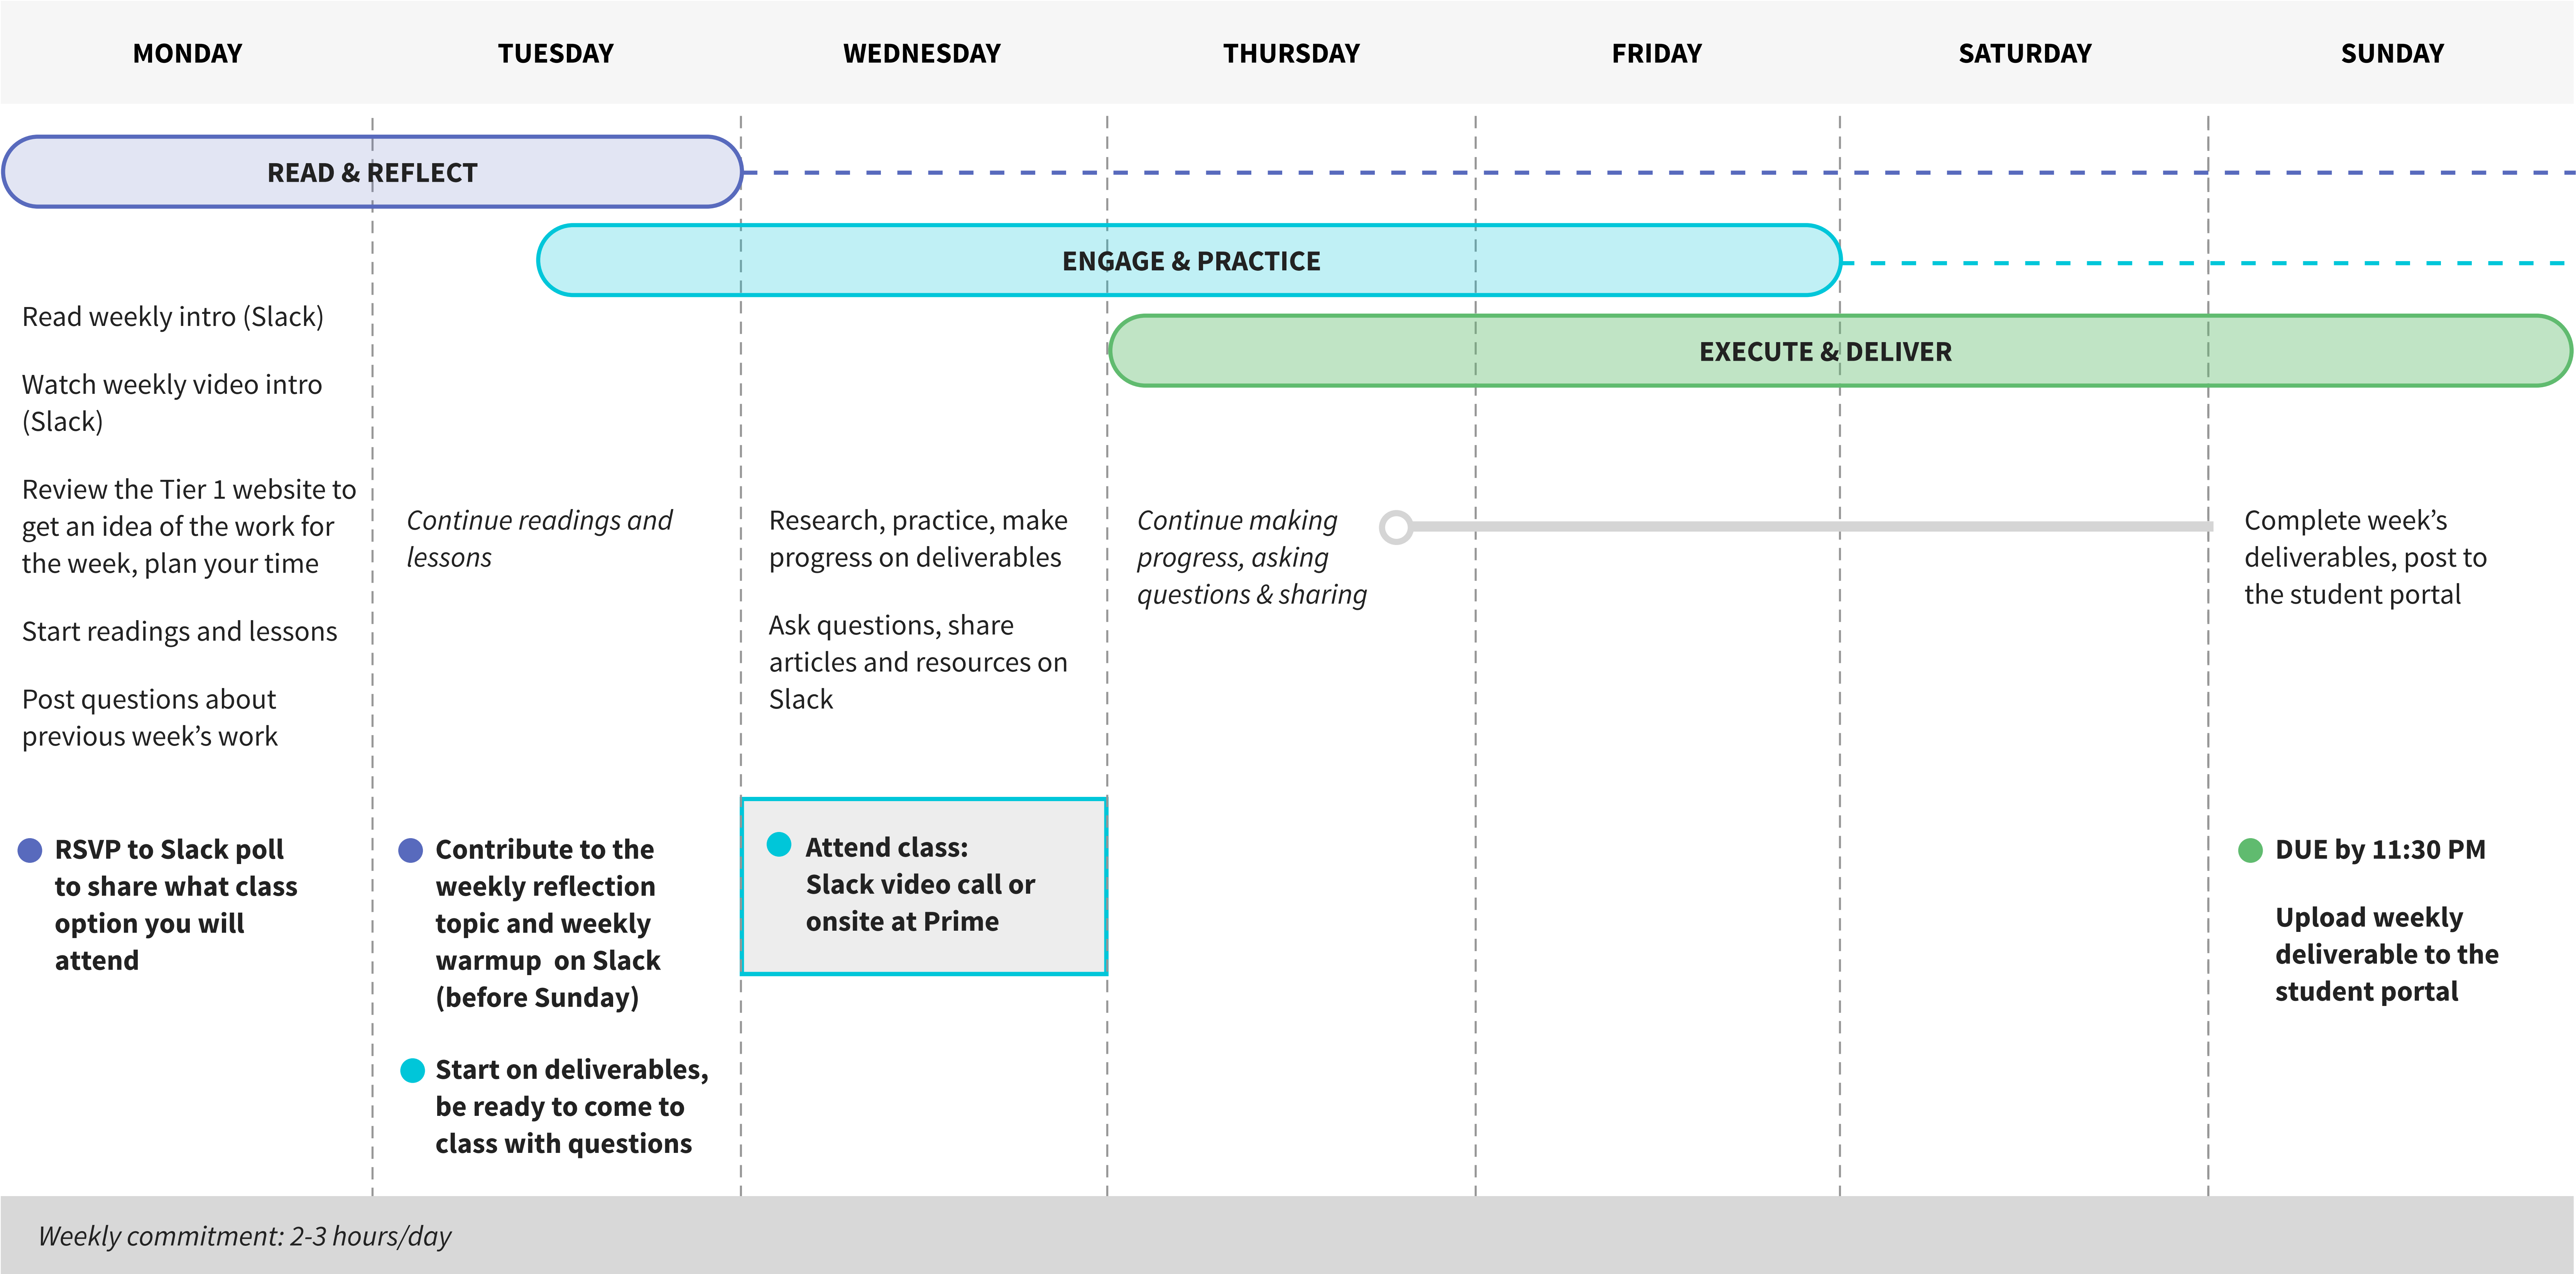 MONDAY TUESDAY WEDNESDAY THURSDAY FRIDAY SATURDAY SUNDAY
READ & REFLECT
ENGAGE & PRACTICE
EXECUTE & DELIVER
Read weekly intro (Slack)
Watch weekly video intro
(Slack)
Review the Tier 1 website to
get an idea of the work for
the week, plan your time
Start readings and lessons
Post questions about
previous week’s work
RSVP to Slack poll
to share what class
option you will
attend
Continue readings and
lessons
Contribute to the
weekly reflection
topic and weekly
warmup  on Slack
(before Sunday)
Start on deliverables,
be ready to come to
class with questions
Research, practice, make
progress on deliverables
Ask questions, share
articles and resources on
Slack
Attend class:
Slack video call or
onsite at Prime
Continue making
progress, asking
questions & sharing
Complete week’s
deliverables, post to
the student portal
DUE by 11:30 PM
Upload weekly
deliverable to the
student portal
Weekly commitment: 2-3 hours/day